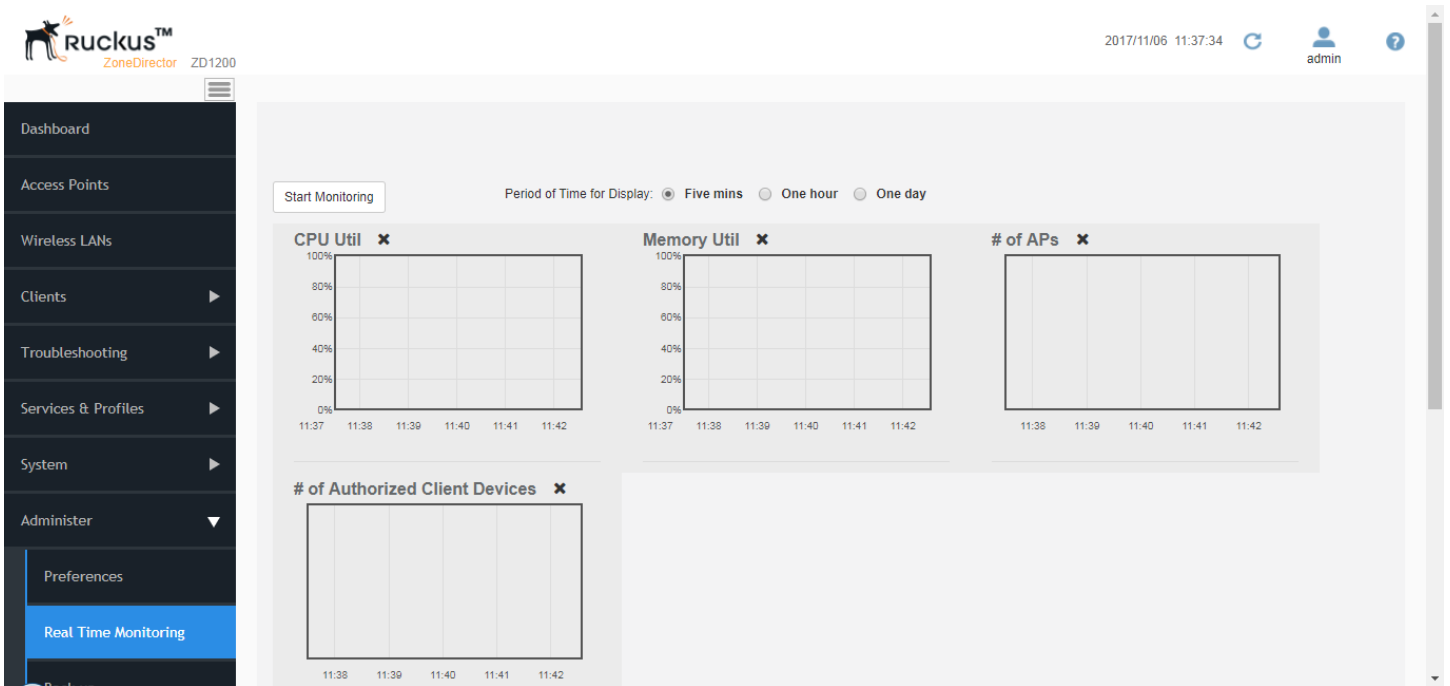 Ruckus™
ZoneDirector ZD1200
2017/11/06 11:37:34
admin
?
Dashboard
Access Points
Wireless LANs
Clients
Troubleshooting
Services & Profiles
System
Administer
Preferences
Real Time Monitoring
Start Monitoring
Period of Time for Display: Five mins One hour One day
CPU Util
100%
80%
60%
40%
20%
0%
11:37 11:38 11:39 11:40 11:41 11:42
Memory Util
100%
80%
60%
40%
20%
0%
11:37 11:38 11:39 11:40 11:41 11:42
# of APs
11:38 11:39 11:40 11:41 11:42
# of Authorized Client Devices
11:38 11:39 11:40 11:41 11:42